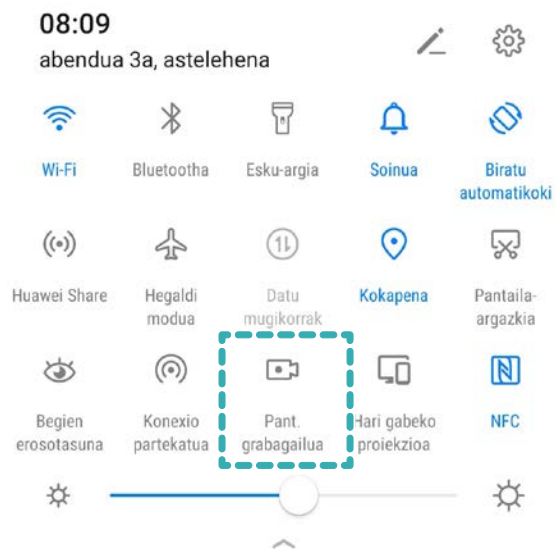 08:09
abendua 3a, astelehena
Wi-Fi
Bluetootha
Esku-argia
Soinua
Biratu
automatikoki
Huawei Share
Hegaldi
modua
Datu
mugikorrak
Kokapena
Pantaila-
argazkia
Begien
erosotasuna
Konexio
partekatua
Pant.
grabagailua
Hari gabeko
proiekzioa
NFC